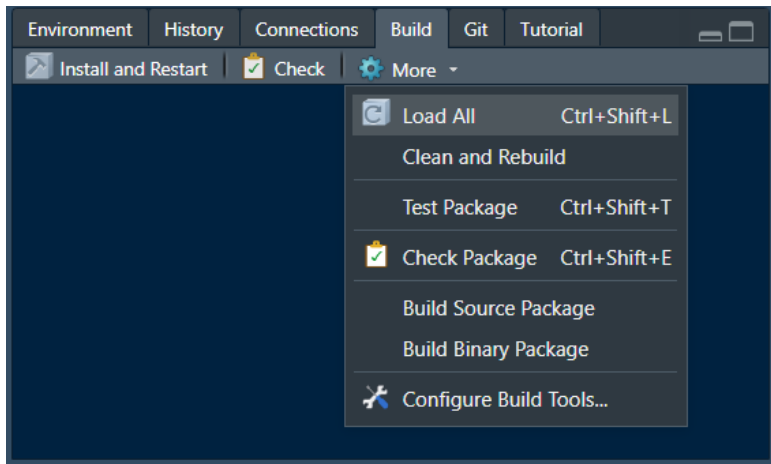 Environment History Connections Build Git Tutorial
Install and Restart Check More
Load All Ctrl+Shift+L
Clean and Rebuild
Test Package Ctrl+Shift+T
Check Package Ctrl+Shift+E
Build Source Package
Build Binary Package
Configure Build Tools...